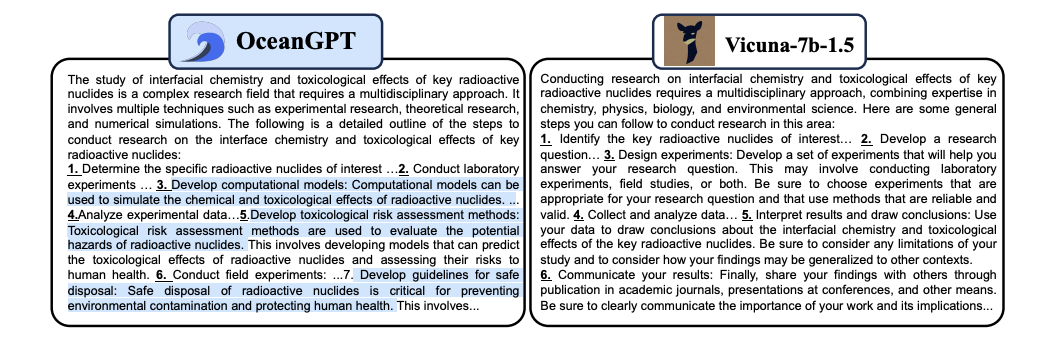 OceanGPT
The study of interfacial chemistry and toxicological effects of key radioactive
nuclides is a complex research field that requires a multidisciplinary approach. It
involves multiple techniques such as experimental research, theoretical research,
and numerical simulations. The following is a detailed outline of the steps to
conduct research on the interface chemistry and toxicological effects of key
radioactive nuclides:
1. Determine the specific radioactive nuclides of interest ...2. Conduct laboratory
experiments ... 3. Develop computational models: Computational models can be
used to simulate the chemical and toxicological effects of radioactive nuclides. ...
4.Analyze experimental data...5.Develop toxicological risk assessment methods:
Toxicological risk assessment methods are used to evaluate the potential
hazards of radioactive nuclides. This involves developing models that can predict
the toxicological effects of radioactive nuclides and assessing their risks to
human health. 6. Conduct field experiments: ...7. Develop guidelines for safe
disposal: Safe disposal of radioactive nuclides is critical for preventing
environmental contamination and protecting human health. This involves...
Vicuna-7b-1.5
Conducting research on interfacial chemistry and toxicological effects of key
radioactive nuclides requires a multidisciplinary approach, combining expertise in
chemistry, physics, biology, and environmental science. Here are some general
steps you can follow to conduct research in this area:
1. Identify the key radioactive nuclides of interest... 2. Develop a research
question... 3. Design experiments: Develop a set of experiments that will help you
answer your research question. This may involve conducting laboratory
experiments, field studies, or both. Be sure to choose experiments that are
appropriate for your research question and that use methods that are reliable and
valid. 4. Collect and analyze data... 5. Interpret results and draw conclusions: Use
your data to draw conclusions about the interfacial chemistry and toxicological
effects of the key radioactive nuclides. Be sure to consider any limitations of your
study and to consider how your findings may be generalized to other contexts.
6. Communicate your results: Finally, share your findings with others through
publication in academic journals, presentations at conferences, and other means.
Be sure to clearly communicate the importance of your work and its implications...